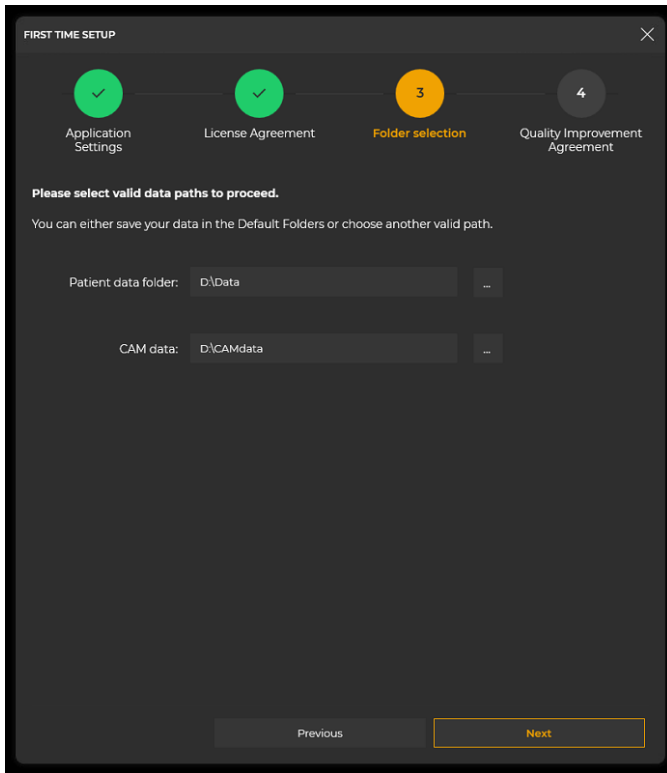 FIRST TIME SETUP
3
4
Application
Settings
License Agreement
Folder selection
Quality Improvement
Agreement
Please select valid data paths to proceed.
You can either save your data in the Default Folders or choose another valid path.
Patient data folder: D:\Data ...
CAM data: D:\CAMdata ...
Previous Next